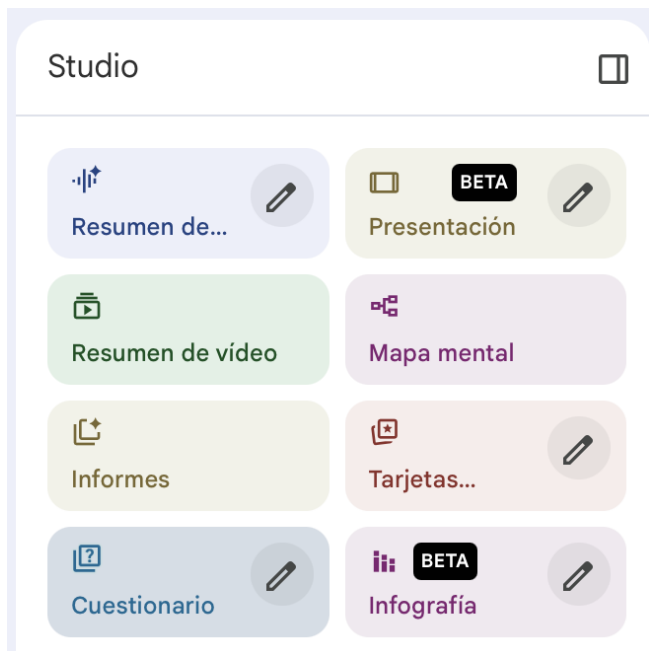 Studio
Resumen de...
BETA
Presentación
Resumen de vídeo
Mapa mental
Informes
Tarjetas...
Cuestionario
BETA
Infografía